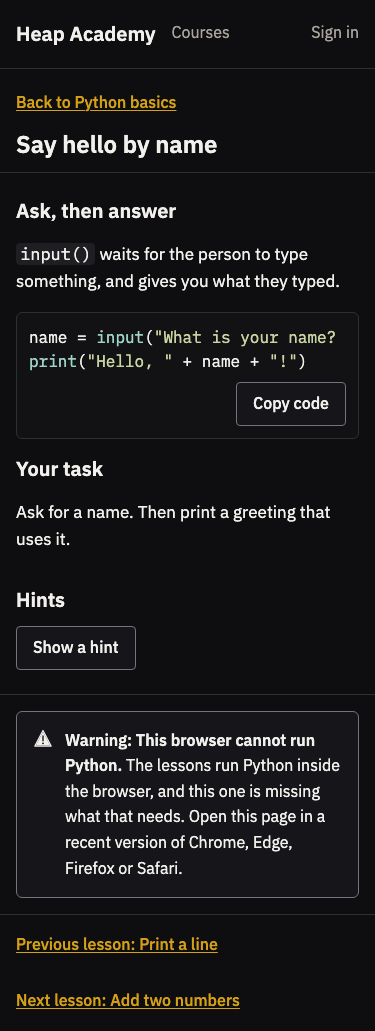 Heap Academy Courses Sign in
Back to Python basics
Say hello by name
Ask, then answer
input() waits for the person to type
something, and gives you what they typed.
name = input("What is your name?
print("Hello, " + name + "!")
Copy code
Your task
Ask for a name. Then print a greeting that
uses it.
Hints
Show a hint
Warning: This browser cannot run
Python. The lessons run Python inside
the browser, and this one is missing
what that needs. Open this page in a
recent version of Chrome, Edge,
Firefox or Safari.
Previous lesson: Print a line
Next lesson: Add two numbers